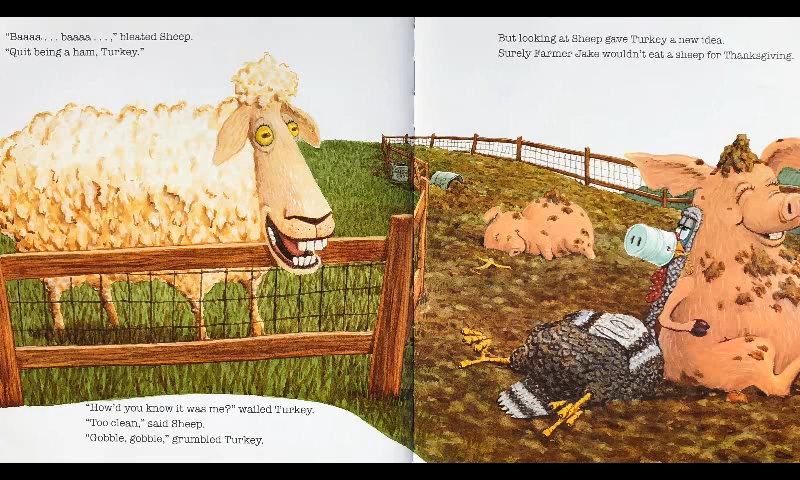 "Baaaa. . . . baaaa . . . .," bleated Sheep.
"Quit being a ham, Turkey."
"How'd you know it was me?" wailed Turkey.
"Too clean," said Sheep.
"Gobble, gobble," grumbled Turkey.
But looking at Sheep gave Turkey a new idea.
Surely Farmer Jake wouldn't eat a sheep for Thanksgiving.